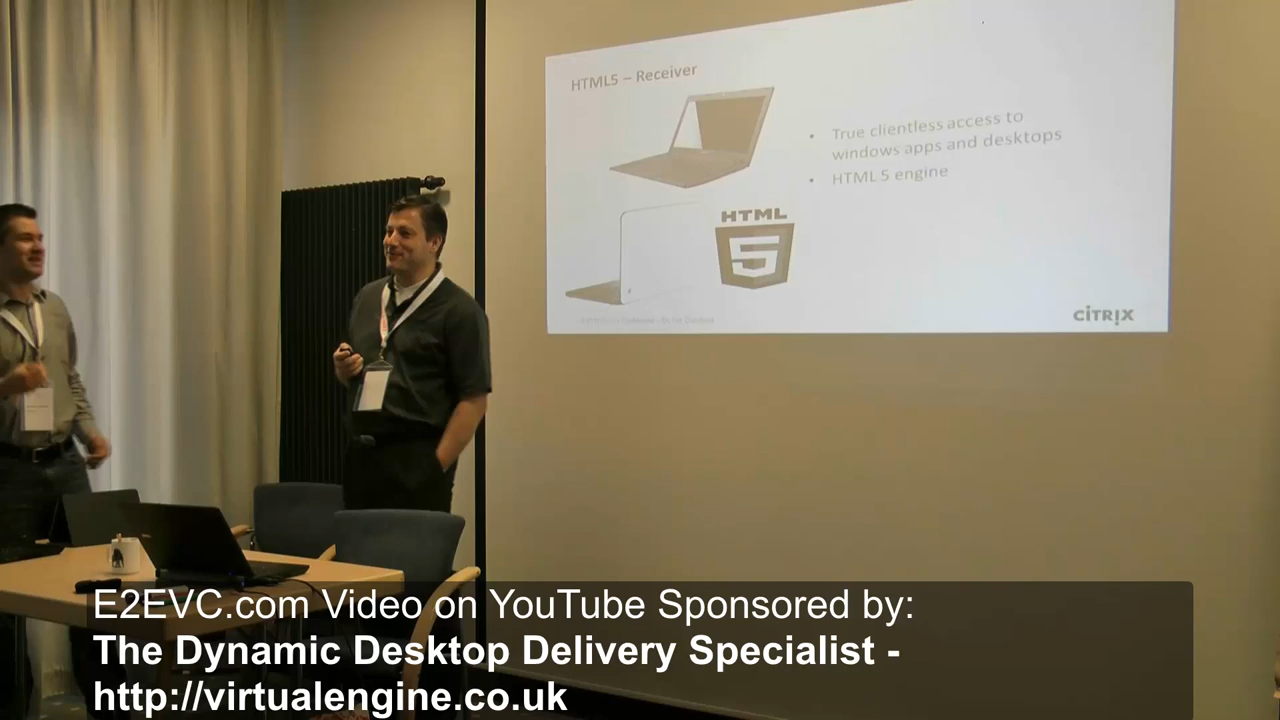 HTML5 – Receiver
• True clientless access to
windows apps and desktops
• HTML 5 engine
HTML
5
CITRIX
E2EVC.com Video on YouTube Sponsored by:
The Dynamic Desktop Delivery Specialist -
http://virtualengine.co.uk